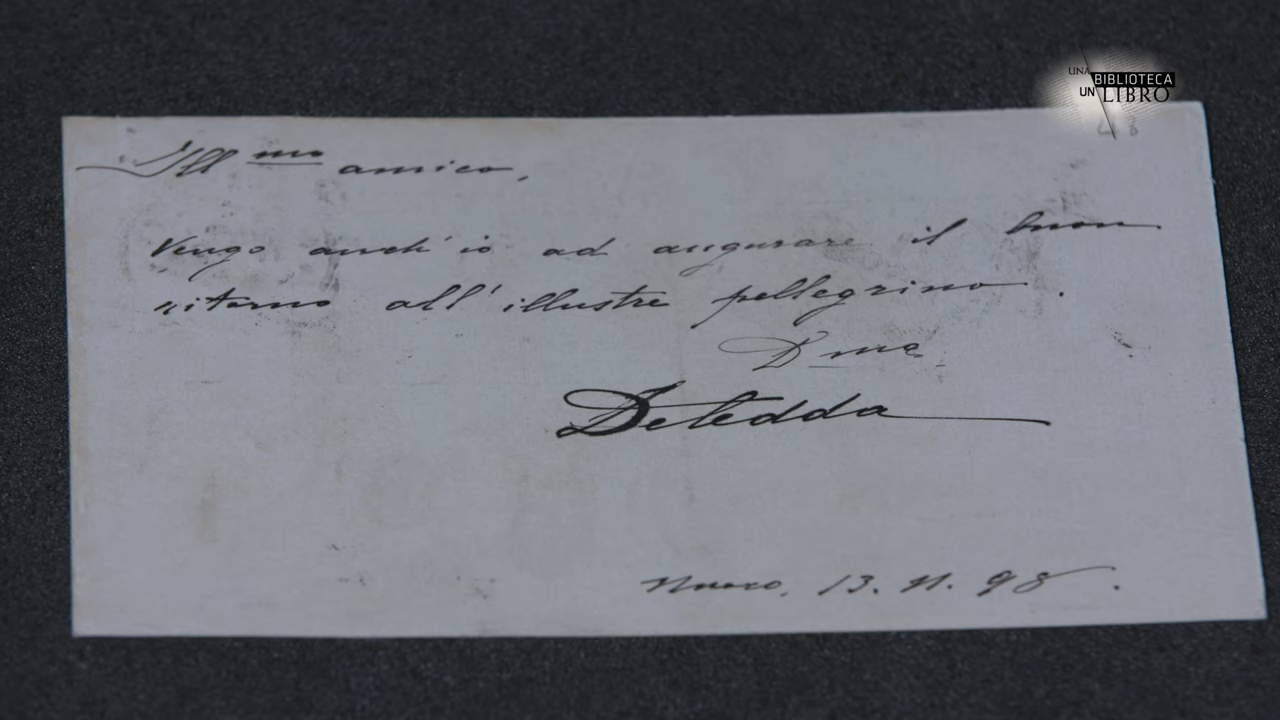 UNA BIBLIOTECA
UN LIBRO
Ill.mo amico,
Vengo anch'io ad augurare il buon
ritorno all'illustre pellegrino.
D.ma
Deledda
Nuoro, 13. 11. 98.